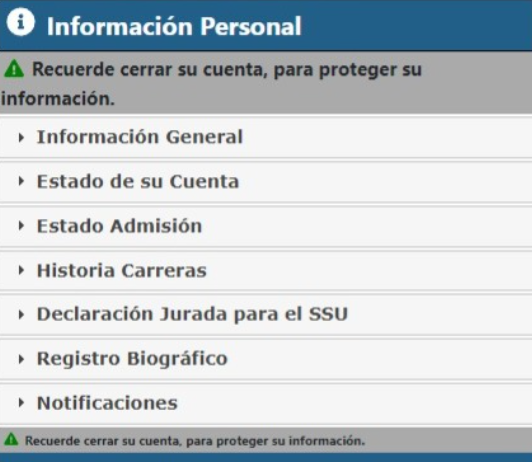 Información Personal
Recuerde cerrar su cuenta, para proteger su
información.
Información General
Estado de su Cuenta
Estado Admisión
Historia Carreras
Declaración Jurada para el SSU
Registro Biográfico
Notificaciones
Recuerde cerrar su cuenta, para proteger su información.